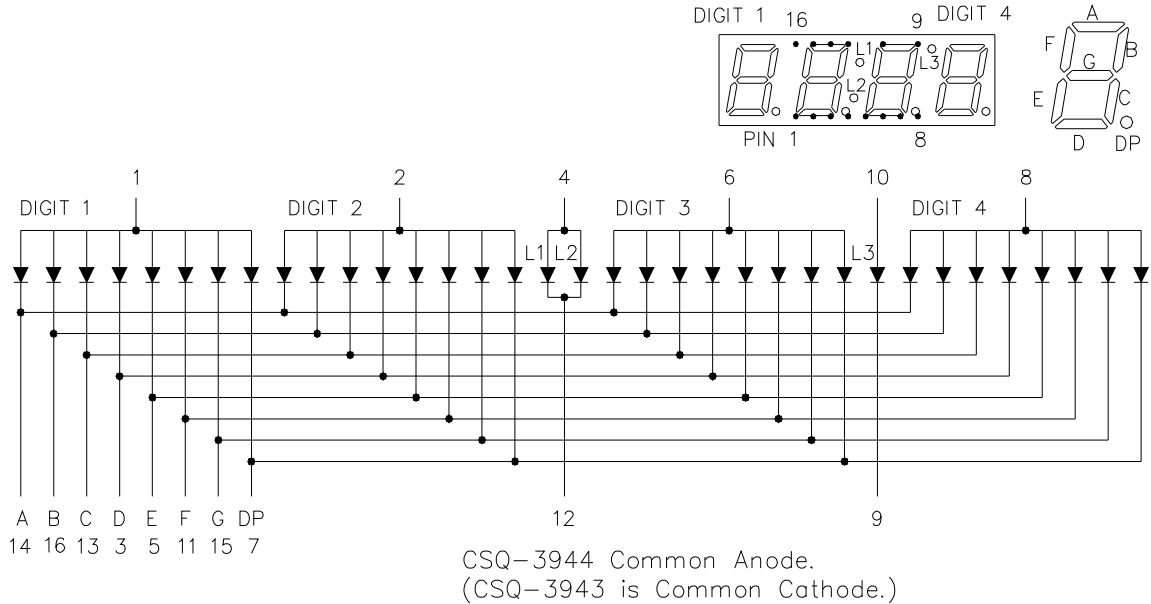 DIGIT 1 16 9 DIGIT 4
A
F B
G
E C
D DP
L1
L3
L2
PIN 1 8
1 2 4 6 10 8
DIGIT 1 DIGIT 2 DIGIT 3 DIGIT 4
L1 L2 L3
A B C D E F G DP
12 9
14 16 13 3 5 11 15 7
CSQ-3944 Common Anode.
(CSQ-3943 is Common Cathode.)